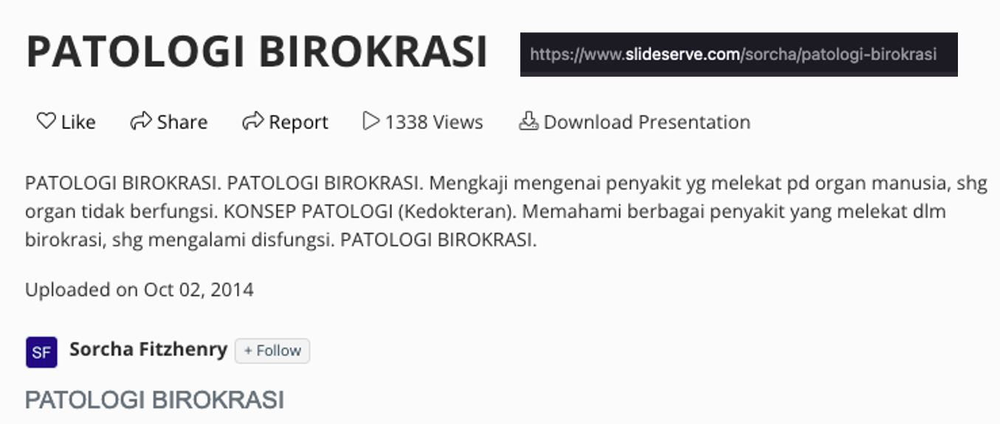 PATOLOGI BIROKRASI
https://www.slideserve.com/sorcha/patologi-birokrasi
Like Share Report 1338 Views Download Presentation
PATOLOGI BIROKRASI. PATOLOGI BIROKRASI. Mengkaji mengenai penyakit yg melekat pd organ manusia, shg
organ tidak berfungsi. KONSEP PATOLOGI (Kedokteran). Memahami berbagai penyakit yang melekat dlm
birokrasi, shg mengalami disfungsi. PATOLOGI BIROKRASI.
Uploaded on Oct 02, 2014
SF Sorcha Fitzhenry + Follow
PATOLOGI BIROKRASI